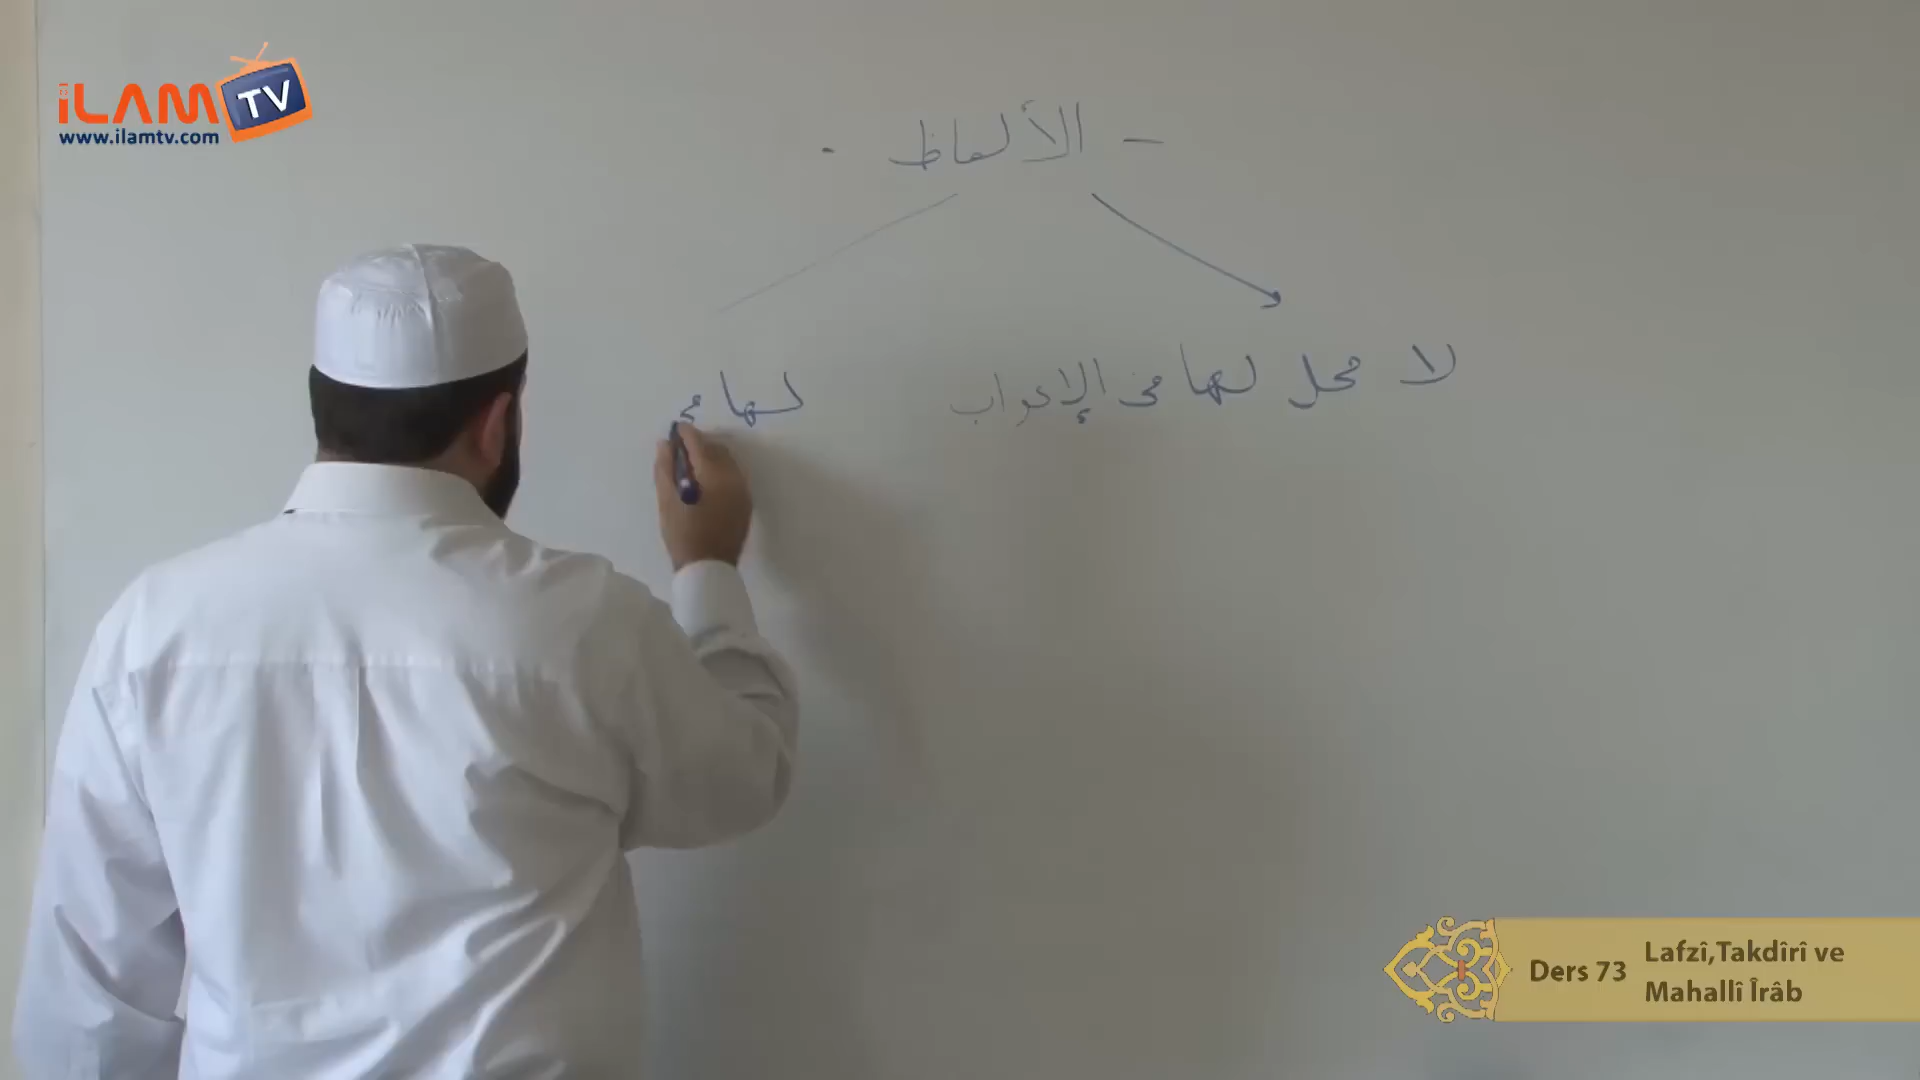 iLAM TV
www.ilamtv.com
- الألفاظ .
لا محل لها في الإعراب
لها مح
Ders 73
Lafzî,Takdîrî ve
Mahallî Îrâb